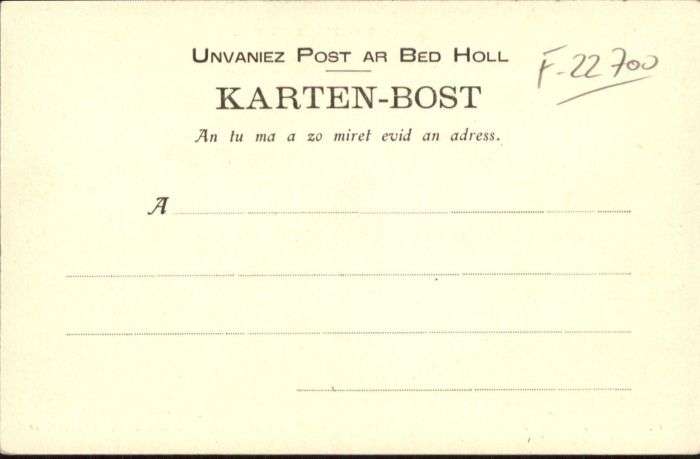 UNVANIEZ POST AR BED HOLL
F-22700
KARTEN-BOST
An tu ma a zo miret evid an adress.
A